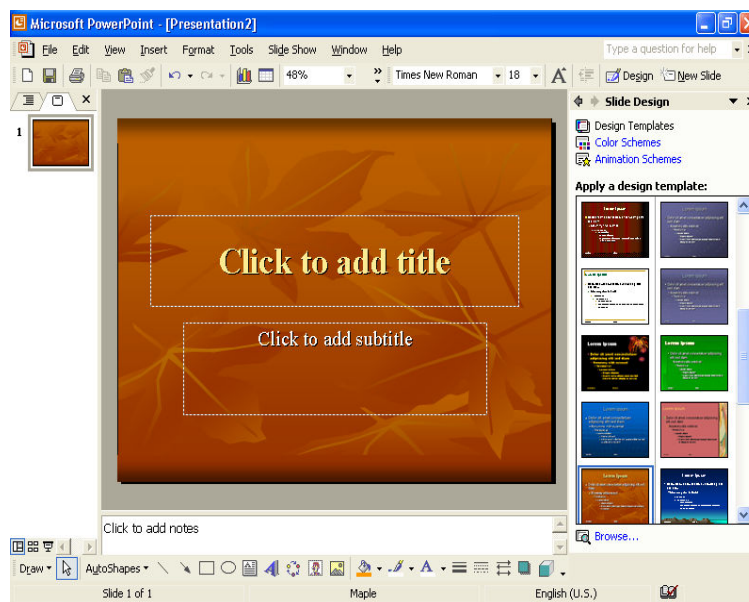 Microsoft PowerPoint - [Presentation2]
File Edit View Insert Format Tools Slide Show Window Help
Type a question for help
48%
Times New Roman
18
Design
New Slide
Slide Design
1
Design Templates
Color Schemes
Animation Schemes
Apply a design template:
Click to add title
Click to add subtitle
Click to add notes
Browse...
Draw
AutoShapes
Slide 1 of 1
Maple
English (U.S.)